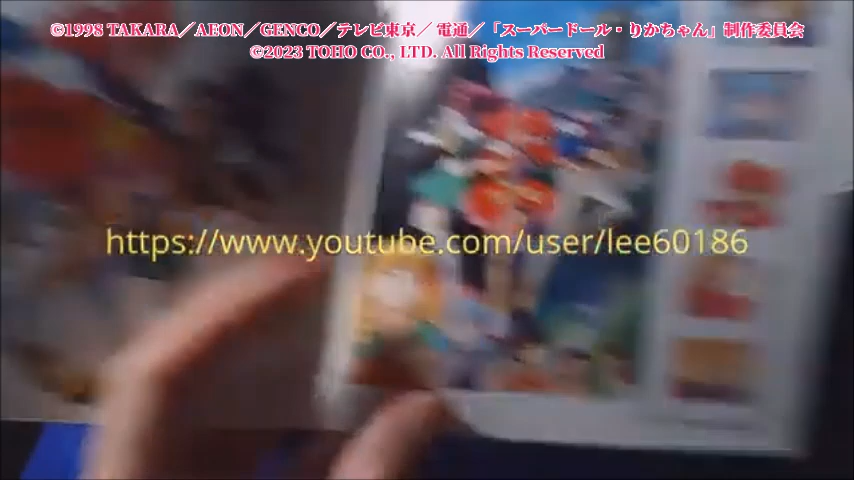 ©1998 TAKARA／AEON／GENCO／テレビ東京／電通／「スーパードール・りかちゃん」制作委員会
©2023 TOHO CO., LTD. All Rights Reserved
https://www.youtube.com/user/lee60186